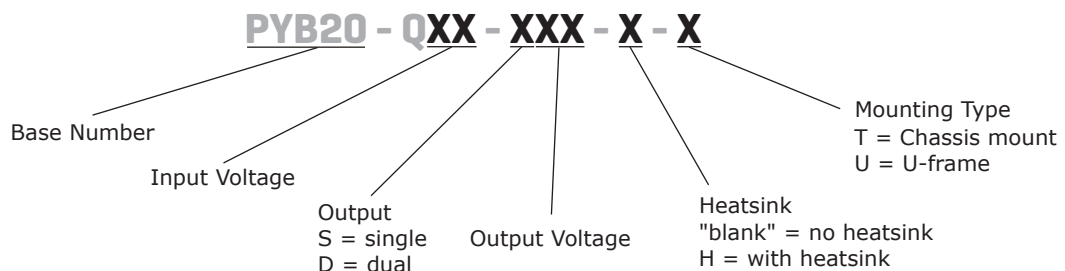 PYB20 - QXX - XXX - X - X
Base Number
Input Voltage
Output
S = single
D = dual
Output Voltage
Heatsink
"blank" = no heatsink
H = with heatsink
Mounting Type
T = Chassis mount
U = U-frame